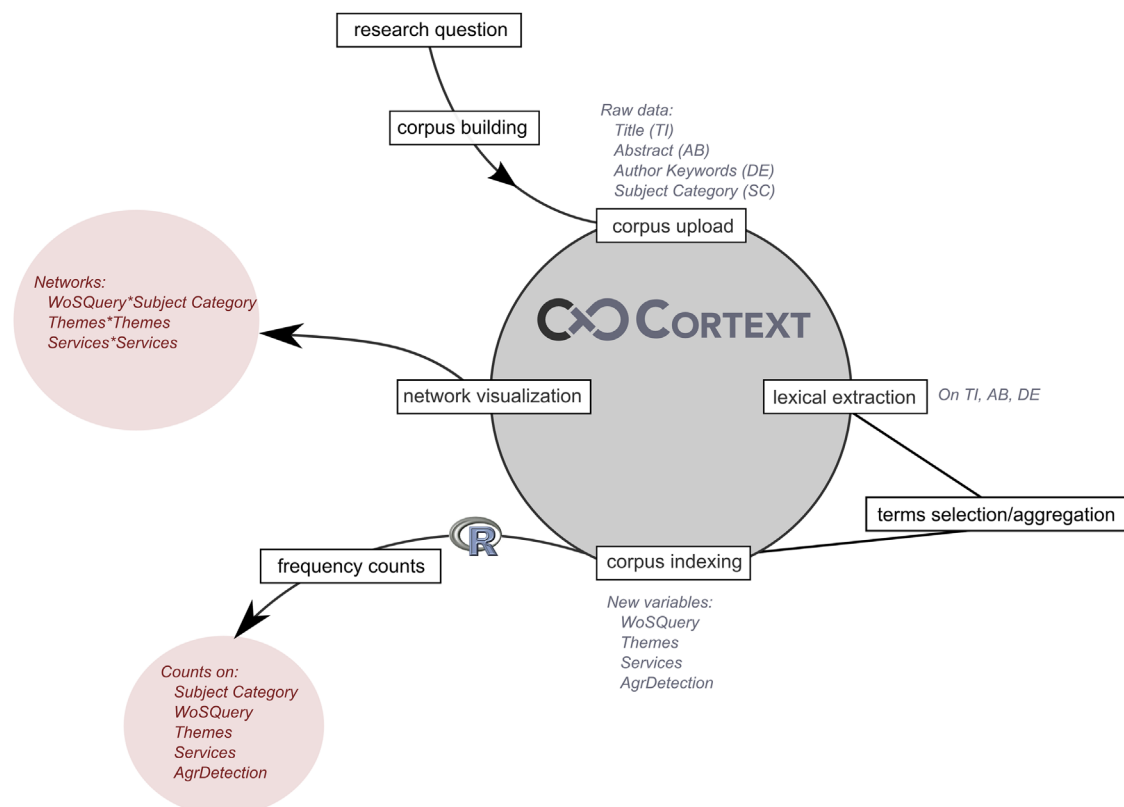 research question
corpus building
Raw data:
Title (TI)
Abstract (AB)
Author Keywords (DE)
Subject Category (SC)
corpus upload
CORTEXT
Networks:
WoSQuery*Subject Category
Themes*Themes
Services*Services
network visualization
lexical extraction
On TI, AB, DE
terms selection/aggregation
R
frequency counts
corpus indexing
New variables:
WoSQuery
Themes
Services
AgrDetection
Counts on:
Subject Category
WoSQuery
Themes
Services
AgrDetection